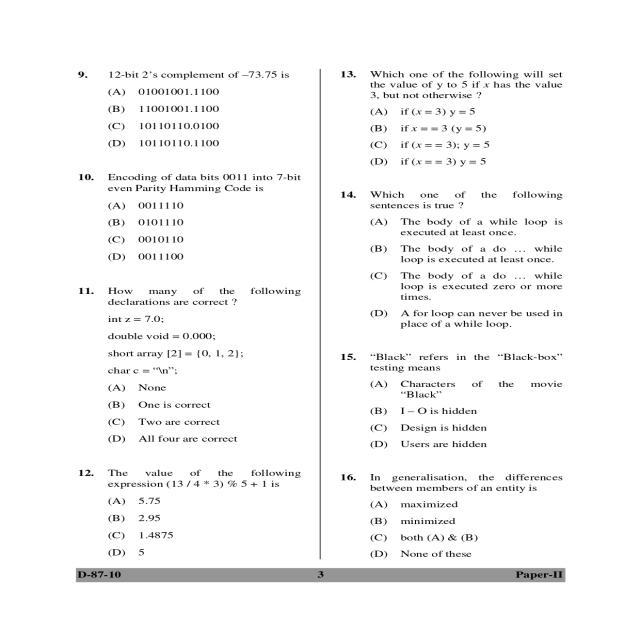 9. 12-bit 2’s complement of –73.75 is
(A) 01001001.1100
(B) 11001001.1100
(C) 10110110.0100
(D) 10110110.1100
10. Encoding of data bits 0011 into 7-bit
even Parity Hamming Code is
(A) 0011110
(B) 0101110
(C) 0010110
(D) 0011100
11. How many of the following
declarations are correct ?
int z = 7.0;
double void = 0.000;
short array [2] = {0, 1, 2};
char c = “\n”;
(A) None
(B) One is correct
(C) Two are correct
(D) All four are correct
12. The value of the following
expression (13 / 4 * 3) % 5 + 1 is
(A) 5.75
(B) 2.95
(C) 1.4875
(D) 5
13. Which one of the following will set
the value of y to 5 if x has the value
3, but not otherwise ?
(A) if (x = 3) y = 5
(B) if x = = 3 (y = 5)
(C) if (x = = 3); y = 5
(D) if (x = = 3) y = 5
14. Which one of the following
sentences is true ?
(A) The body of a while loop is
executed at least once.
(B) The body of a do … while
loop is executed at least once.
(C) The body of a do … while
loop is executed zero or more
times.
(D) A for loop can never be used in
place of a while loop.
15. “Black” refers in the “Black-box”
testing means
(A) Characters of the movie
“Black”
(B) I – O is hidden
(C) Design is hidden
(D) Users are hidden
16. In generalisation, the differences
between members of an entity is
(A) maximized
(B) minimized
(C) both (A) & (B)
(D) None of these
D-87-10 3 Paper-II